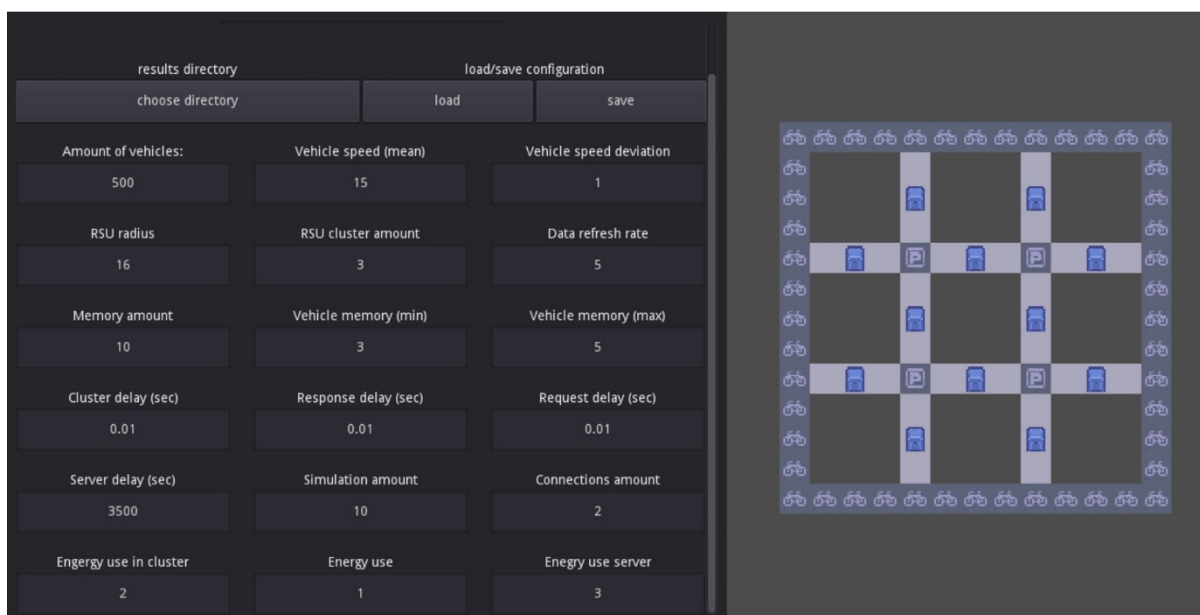 results directory load/save configuration
choose directory load save
Amount of vehicles: Vehicle speed (mean) Vehicle speed deviation
500 15 1
RSU radius RSU cluster amount Data refresh rate
16 3 5
Memory amount Vehicle memory (min) Vehicle memory (max)
10 3 5
Cluster delay (sec) Response delay (sec) Request delay (sec)
0.01 0.01 0.01
Server delay (sec) Simulation amount Connections amount
3500 10 2
Engergy use in cluster Energy use Enegry use server
2 1 3
P P
P P